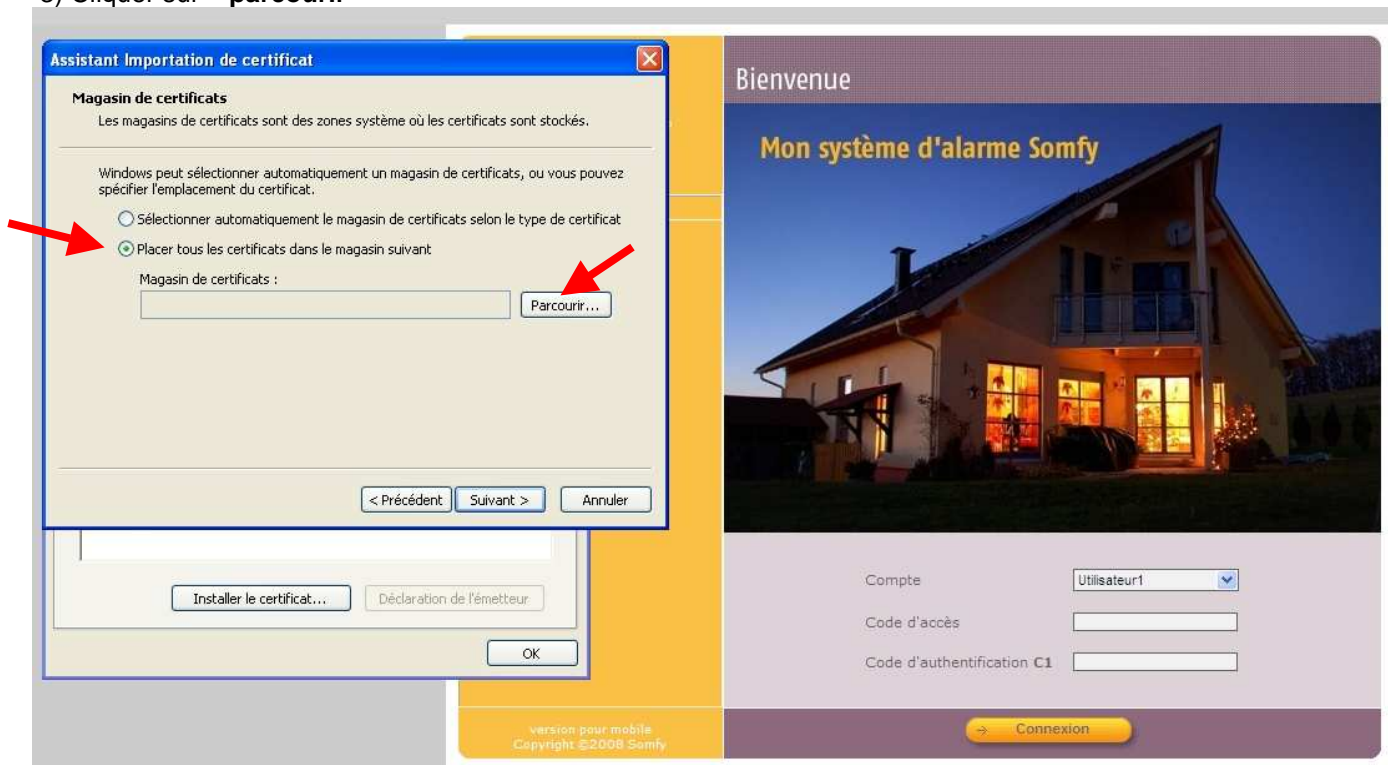 Cliquer sur
Assistant Importation de certificat
Magasin de certificats
Les magasins de certificats sont des zones système où les certificats sont stockés.
Windows peut sélectionner automatiquement un magasin de certificats, ou vous pouvez
spécifier l'emplacement du certificat.
Sélectionner automatiquement le magasin de certificats selon le type de certificat
Placer tous les certificats dans le magasin suivant
Magasin de certificats :
Parcourir...
< Précédent
Suivant >
Annuler
Installer le certificat...
Déclaration de l'émetteur
OK
Bienvenue
Mon système d'alarme Somfy
Compte
Utilisateur1
Code d'accès
Code d'authentification C1
version pour mobile
Copyright ©2008 Somfy
→ Connexion